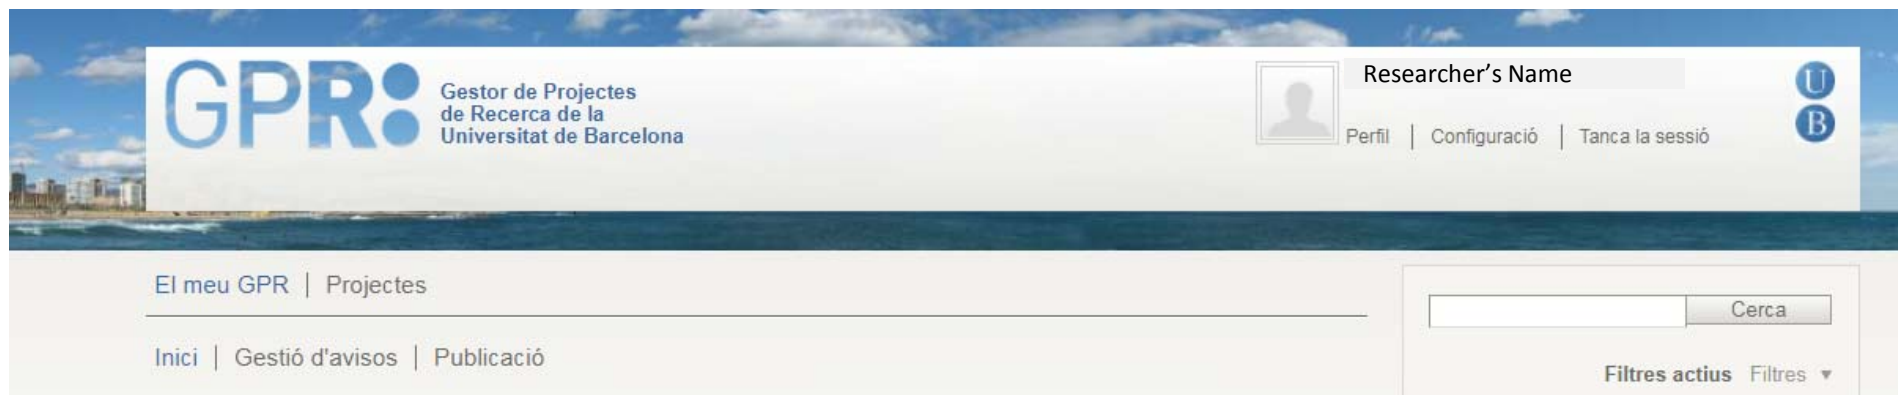 GPR:
Gestor de Projectes
de Recerca de la
Universitat de Barcelona
Researcher’s Name
Perfil | Configuració | Tanca la sessió
U
B
El meu GPR | Projectes
Cerca
Inici | Gestió d'avisos | Publicació
Filtres actius Filtres ▼